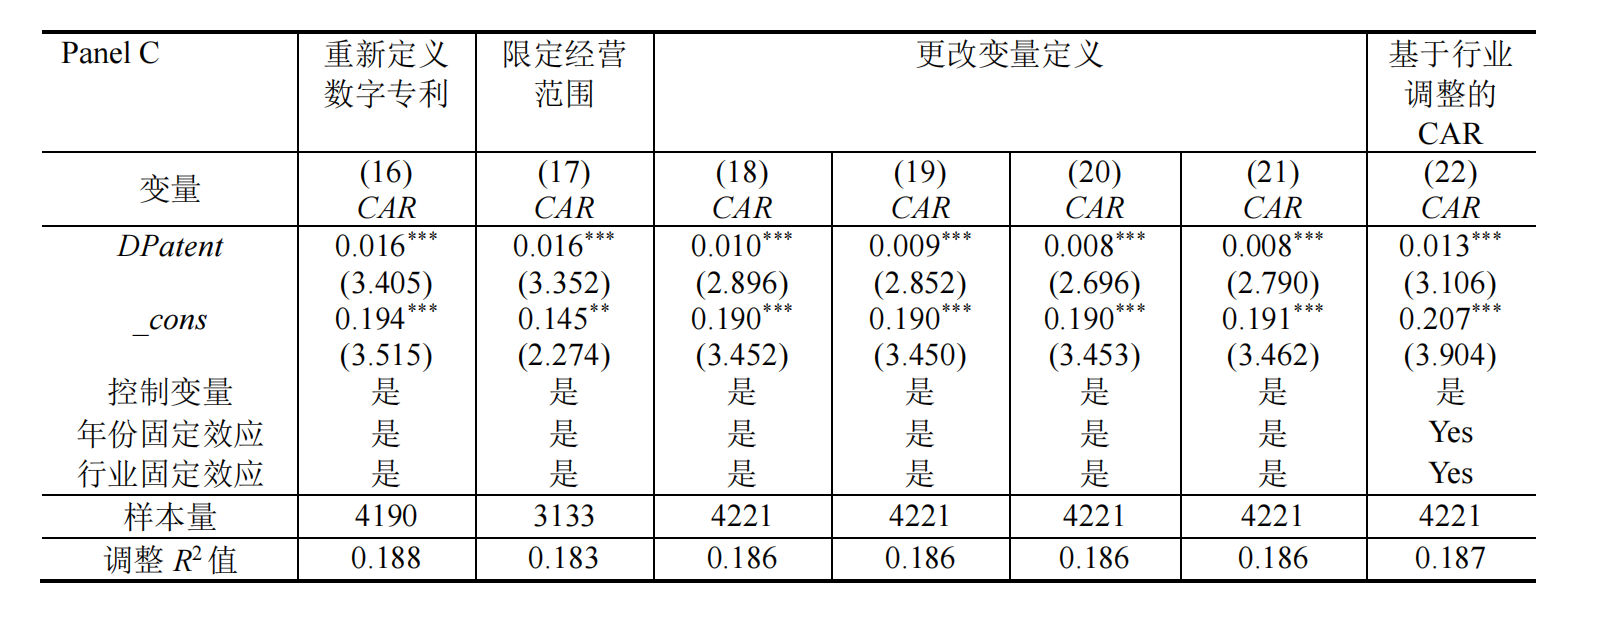 Panel C 重新定义 限定经营 更改变量定义 基于行业
数字专利 范围 调整的
CAR
变量 (16) (17) (18) (19) (20) (21) (22)
CAR CAR CAR CAR CAR CAR CAR
DPatent 0.016*** 0.016*** 0.010*** 0.009*** 0.008*** 0.008*** 0.013***
(3.405) (3.352) (2.896) (2.852) (2.696) (2.790) (3.106)
_cons 0.194*** 0.145** 0.190*** 0.190*** 0.190*** 0.191*** 0.207***
(3.515) (2.274) (3.452) (3.450) (3.453) (3.462) (3.904)
控制变量 是 是 是 是 是 是 是
年份固定效应 是 是 是 是 是 是 Yes
行业固定效应 是 是 是 是 是 是 Yes
样本量 4190 3133 4221 4221 4221 4221 4221
调整 R² 值 0.188 0.183 0.186 0.186 0.186 0.186 0.187